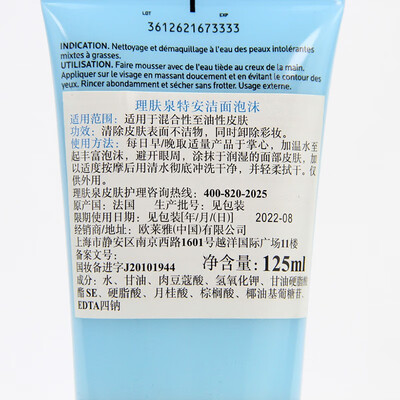 LOT EXP
3612621673333
INDICATION. Nettoyage et démaquillage à l'eau des peaux intolérantes
mixtes à grasses.
UTILISATION. Faire mousser avec de l'eau tiède au creux de la main.
Appliquer sur le visage en massant doucement et en évitant le contour des
yeux. Rincer abondamment et sécher sans frotter. Usage externe.
理肤泉特安洁面泡沫
适用范围:适用于混合性至油性皮肤
功效:清除皮肤表面不洁物,同时卸除彩妆。
使用方法:每日早/晚取适量产品于掌心,加温水至
起丰富泡沫,避开眼周,涂抹于润湿的面部皮肤,加
以适度按摩后用清水彻底冲洗干净,并轻柔拭干。仅
供外用。
理肤泉皮肤护理咨询热线:400-820-2025
原产国:法国 生产批号:见包装
限期使用日期:见包装[年/月/(日)] 2022-08
经销商:欧莱雅(中国)有限公司
上海市静安区南京西路1601号越洋国际广场11楼
备案文号:
国妆备进字J20101944 净含量:125ml
成分:水、甘油、肉豆蔻酸、氢氧化钾、甘油硬脂酸
酯SE、硬脂酸、月桂酸、棕榈酸、椰油基葡糖苷、
EDTA四钠